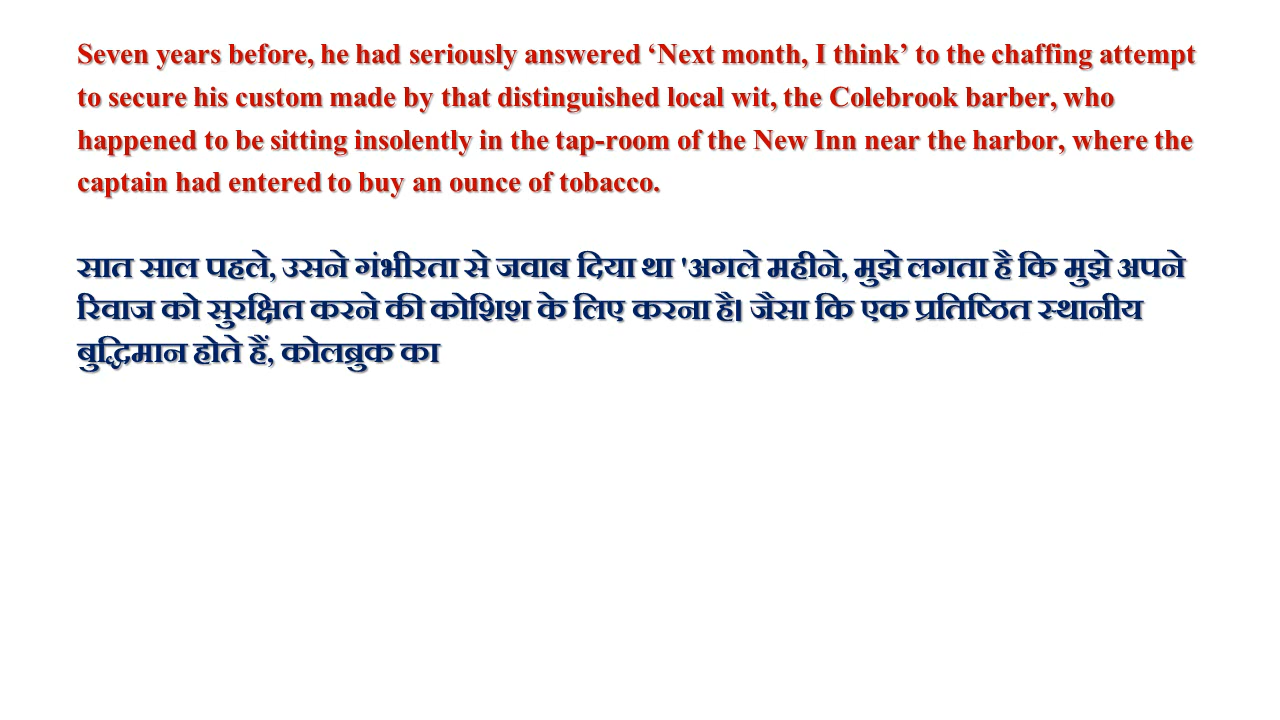 Seven years before, he had seriously answered ‘Next month, I think’ to the chaffing attempt
to secure his custom made by that distinguished local wit, the Colebrook barber, who
happened to be sitting insolently in the tap-room of the New Inn near the harbor, where the
captain had entered to buy an ounce of tobacco.
सात साल पहले, उसने गंभीरता से जवाब दिया था 'अगले महीने, मुझे लगता है कि मुझे अपने
रिवाज को सुरक्षित करने की कोशिश के लिए करना है। जैसा कि एक प्रतिष्ठित स्थानीय
बुद्धिमान होते हैं, कोलब्रुक का